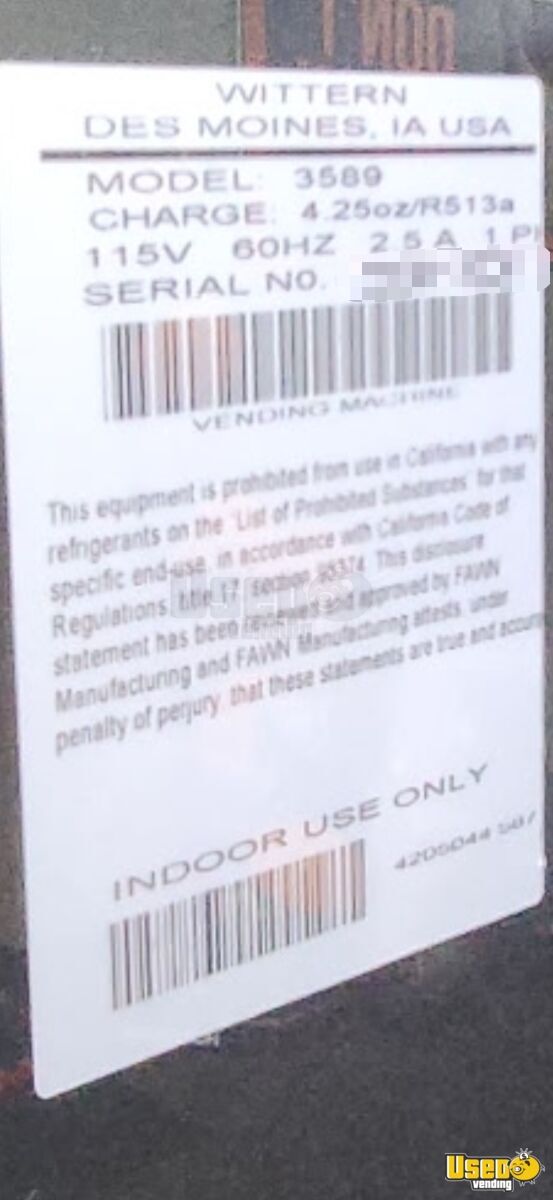 WITTERN
DES MOINES, IA USA
MODEL: 3589
CHARGE: 4.25oz/R513a
115V 60HZ 2.5 A 1 PH
SERIAL NO.
VENDING MACHINE
This equipment is prohibited from use in California with any
refrigerants on the "List of Prohibited Substances" for that
specific end-use, in accordance with California Code of
Regulations, title 17, section 95374. This disclosure
statement has been reviewed and approved by FAWN
Manufacturing and FAWN Manufacturing attests, under
penalty of perjury, that these statements are true and accura
INDOOR USE ONLY
4205044
Used
vending